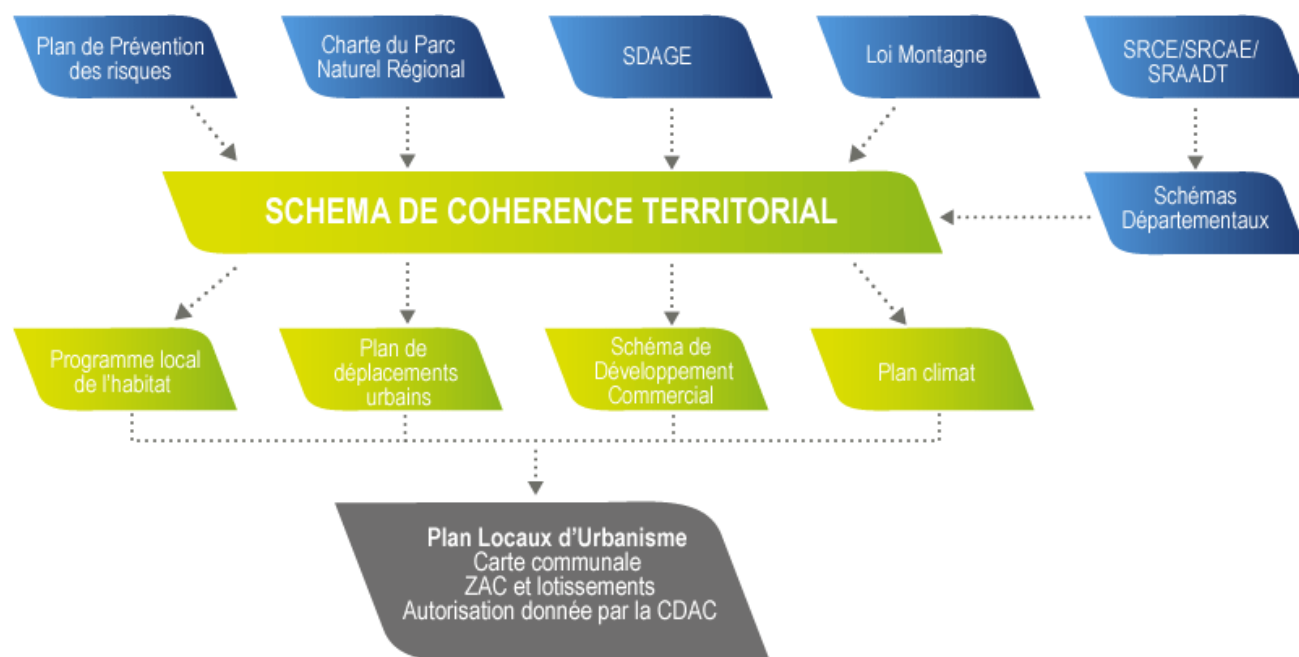 Plan de Prévention
des risques
Charte du Parc
Naturel Régional
SDAGE
Loi Montagne
SRCE/SRCAE/
SRAADT
SCHEMA DE COHERENCE TERRITORIAL
Schémas
Départementaux
Programme local
de l'habitat
Plan de
déplacements
urbains
Schéma de
Développement
Commercial
Plan climat
Plan Locaux d'Urbanisme
Carte communale
ZAC et lotissements
Autorisation donnée par la CDAC